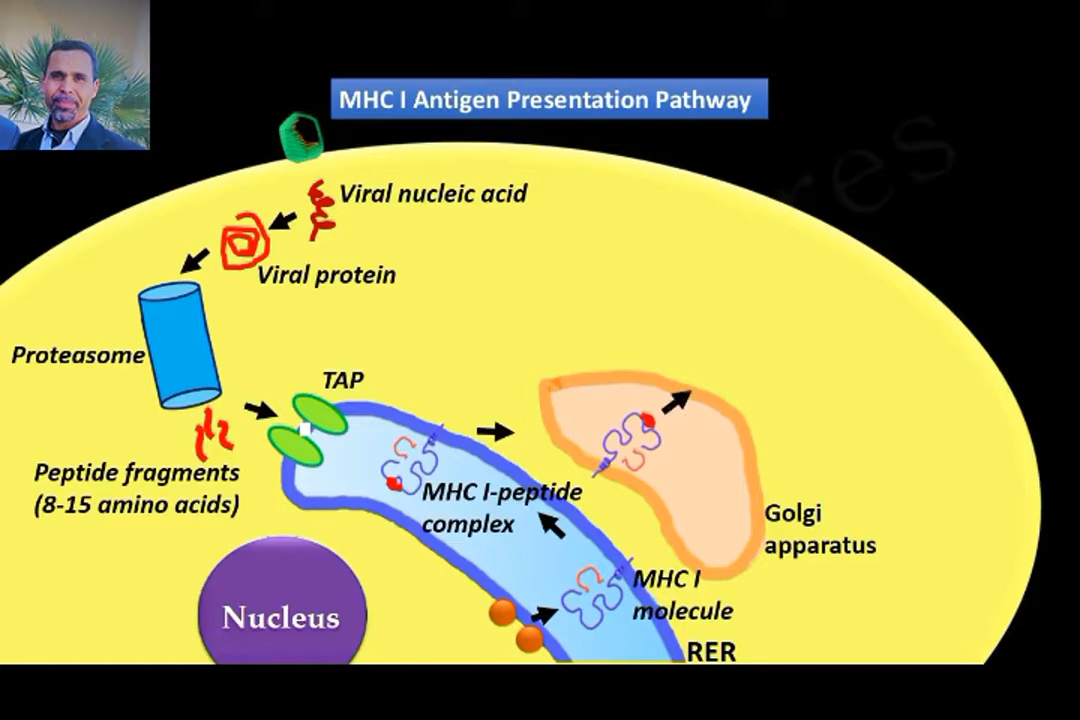 MHC I Antigen Presentation Pathway
Viral nucleic acid
Viral protein
Proteasome
TAP
Peptide fragments
(8-15 amino acids)
MHC I-peptide
complex
Golgi
apparatus
MHC I
molecule
Nucleus
RER